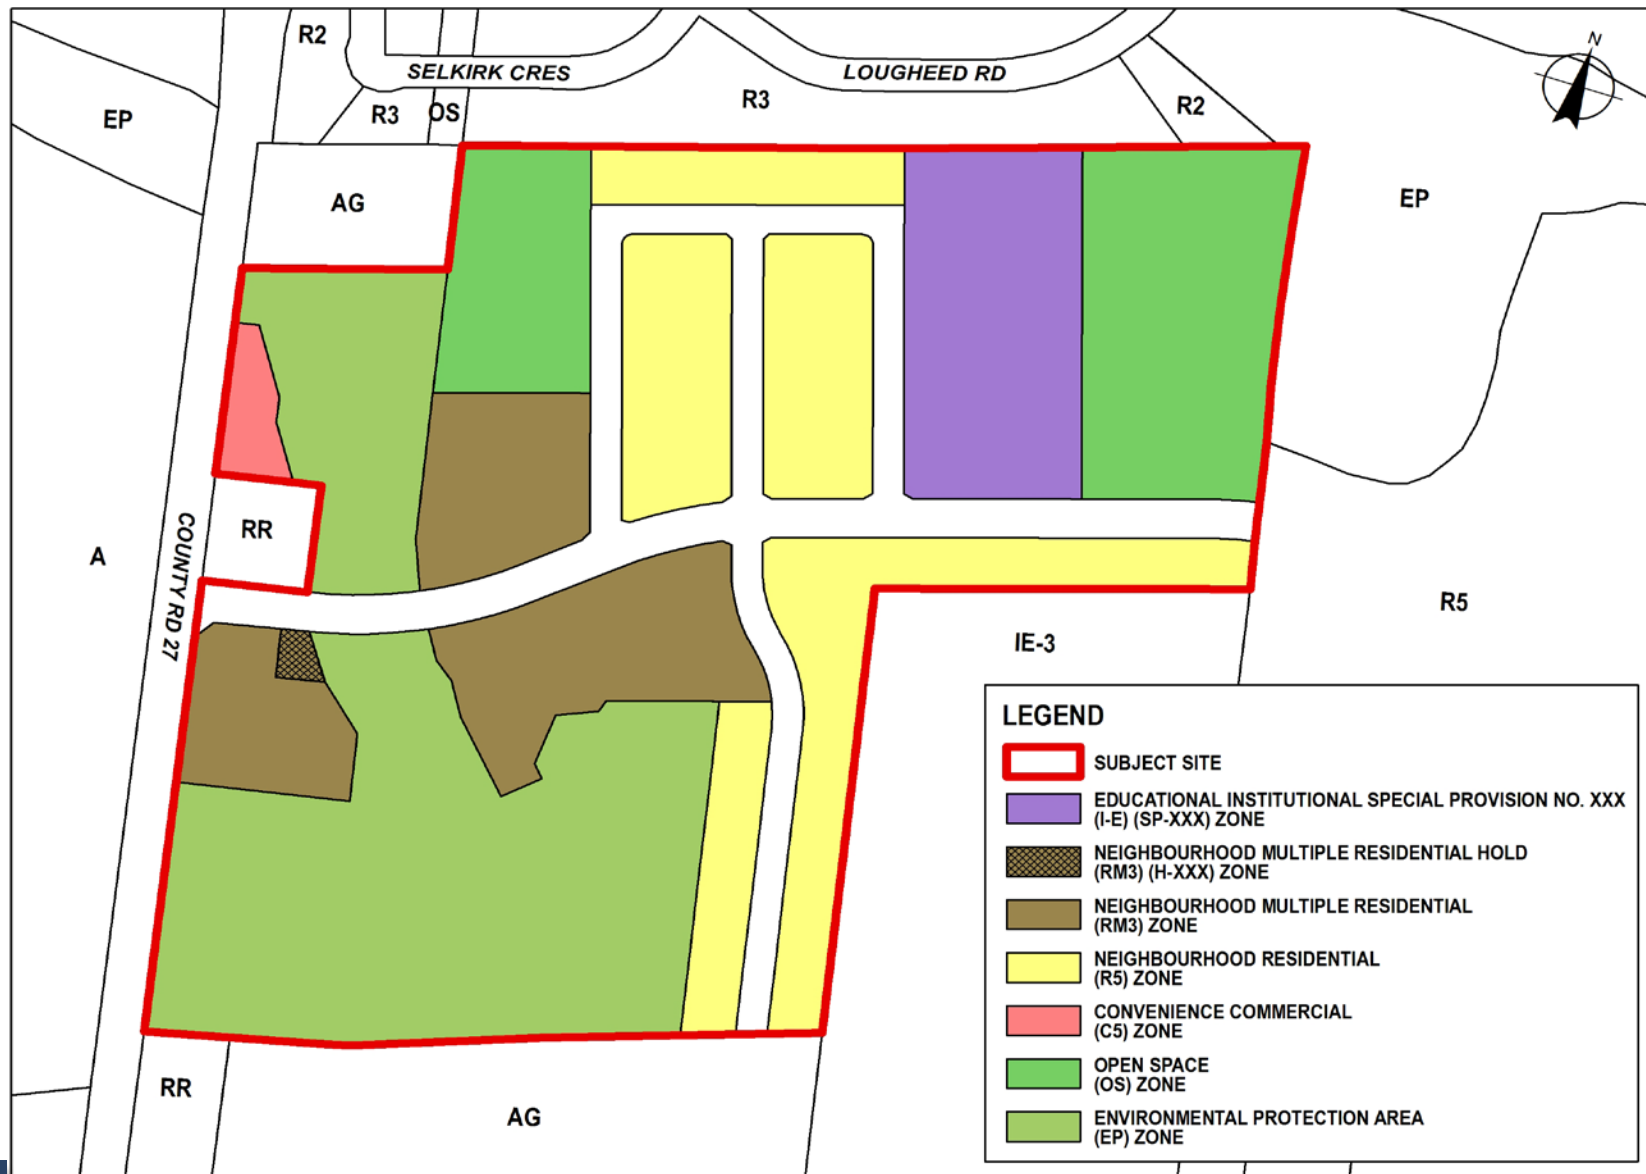 R2
N
SELKIRK CRES
LOUGHEED RD
EP
R3
OS
R3
R2
AG
EP
RR
COUNTY RD 27
A
R5
IE-3
RR
AG
LEGEND
SUBJECT SITE
EDUCATIONAL INSTITUTIONAL SPECIAL PROVISION NO. XXX
(I-E) (SP-XXX) ZONE
NEIGHBOURHOOD MULTIPLE RESIDENTIAL HOLD
(RM3) (H-XXX) ZONE
NEIGHBOURHOOD MULTIPLE RESIDENTIAL
(RM3) ZONE
NEIGHBOURHOOD RESIDENTIAL
(R5) ZONE
CONVENIENCE COMMERCIAL
(C5) ZONE
OPEN SPACE
(OS) ZONE
ENVIRONMENTAL PROTECTION AREA
(EP) ZONE